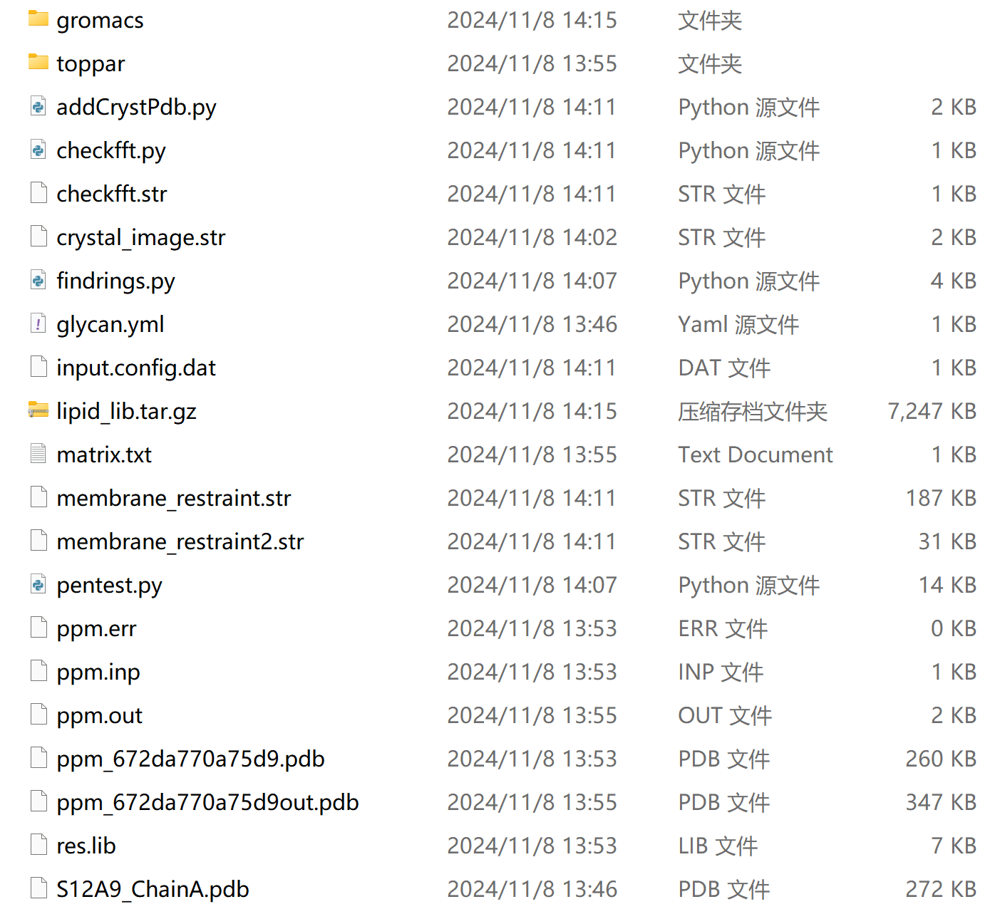 gromacs 2024/11/8 14:15 文件夹
toppar 2024/11/8 13:55 文件夹
addCrystPdb.py 2024/11/8 14:11 Python 源文件 2 KB
checkfft.py 2024/11/8 14:11 Python 源文件 1 KB
checkfft.str 2024/11/8 14:11 STR 文件 1 KB
crystal_image.str 2024/11/8 14:02 STR 文件 2 KB
findrings.py 2024/11/8 14:07 Python 源文件 4 KB
glycan.yml 2024/11/8 13:46 Yaml 源文件 1 KB
input.config.dat 2024/11/8 14:11 DAT 文件 1 KB
lipid_lib.tar.gz 2024/11/8 14:15 压缩存档文件夹 7,247 KB
matrix.txt 2024/11/8 13:55 Text Document 1 KB
membrane_restraint.str 2024/11/8 14:11 STR 文件 187 KB
membrane_restraint2.str 2024/11/8 14:11 STR 文件 31 KB
pentest.py 2024/11/8 14:07 Python 源文件 14 KB
ppm.err 2024/11/8 13:53 ERR 文件 0 KB
ppm.inp 2024/11/8 13:53 INP 文件 1 KB
ppm.out 2024/11/8 13:55 OUT 文件 2 KB
ppm_672da770a75d9.pdb 2024/11/8 13:53 PDB 文件 260 KB
ppm_672da770a75d9out.pdb 2024/11/8 13:55 PDB 文件 347 KB
res.lib 2024/11/8 13:53 LIB 文件 7 KB
S12A9_ChainA.pdb 2024/11/8 13:46 PDB 文件 272 KB